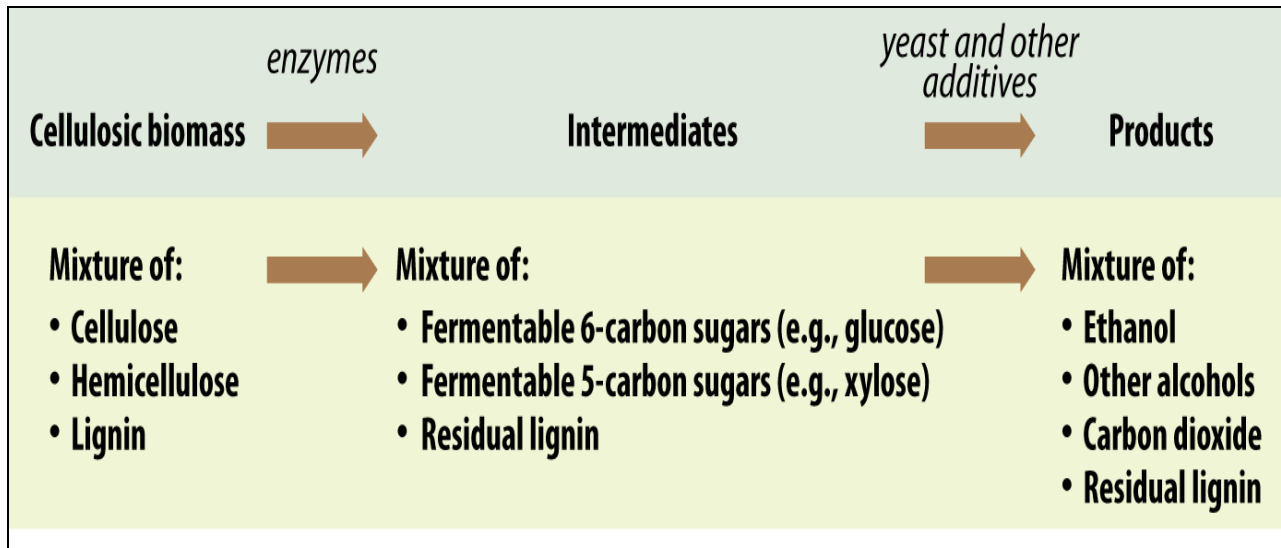 enzymes
yeast and other
additives
Cellulosic biomass
Intermediates
Products
Mixture of:
• Cellulose
• Hemicellulose
• Lignin
Mixture of:
• Fermentable 6-carbon sugars (e.g., glucose)
• Fermentable 5-carbon sugars (e.g., xylose)
• Residual lignin
Mixture of:
• Ethanol
• Other alcohols
• Carbon dioxide
• Residual lignin